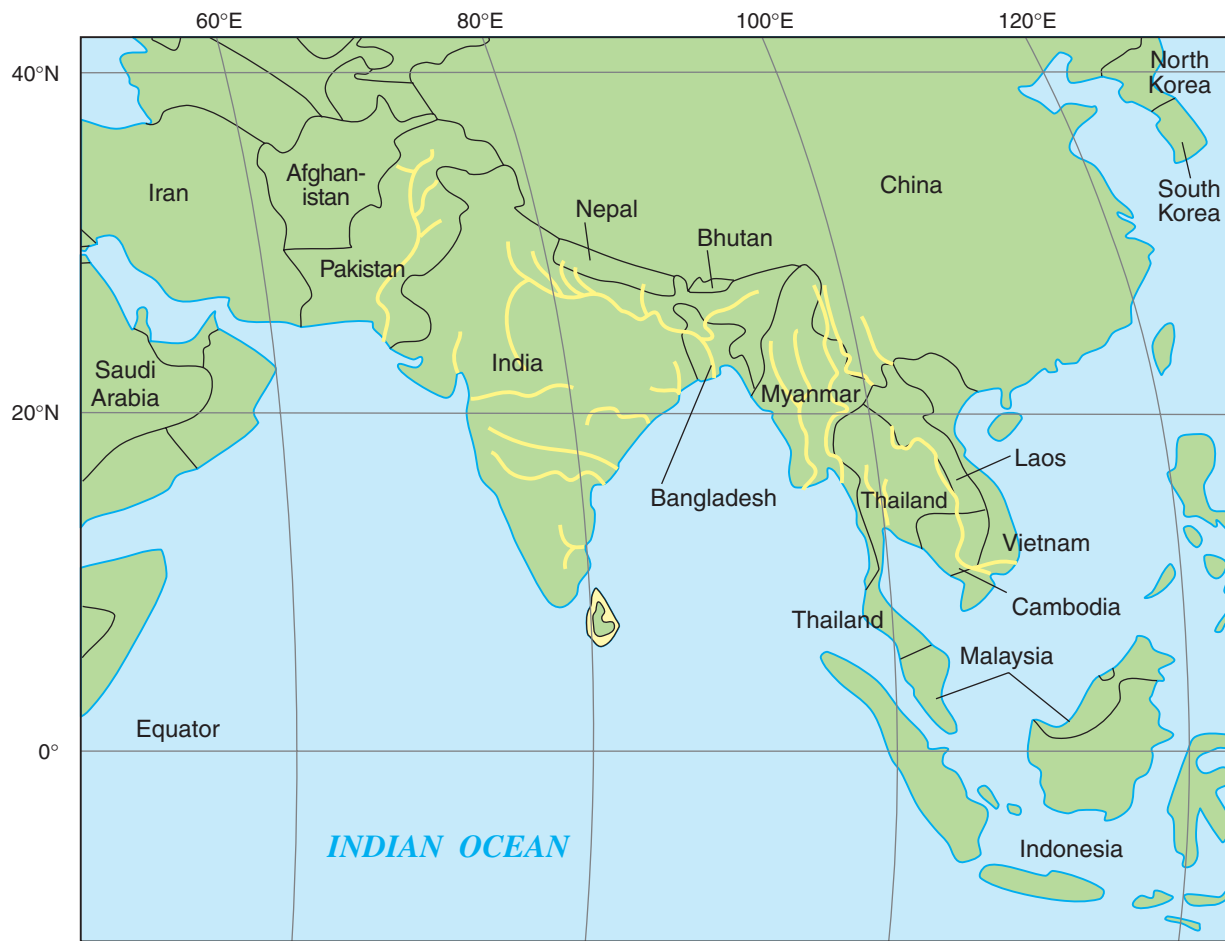 60°E
80°E
100°E
120°E
40°N
North
Korea
Iran
Afghan-
istan
China
South
Korea
Nepal
Bhutan
Pakistan
India
Saudi
Arabia
Myanmar
20°N
Laos
Bangladesh
Thailand
Vietnam
Cambodia
Thailand
Malaysia
Equator
0°
INDIAN OCEAN
Indonesia